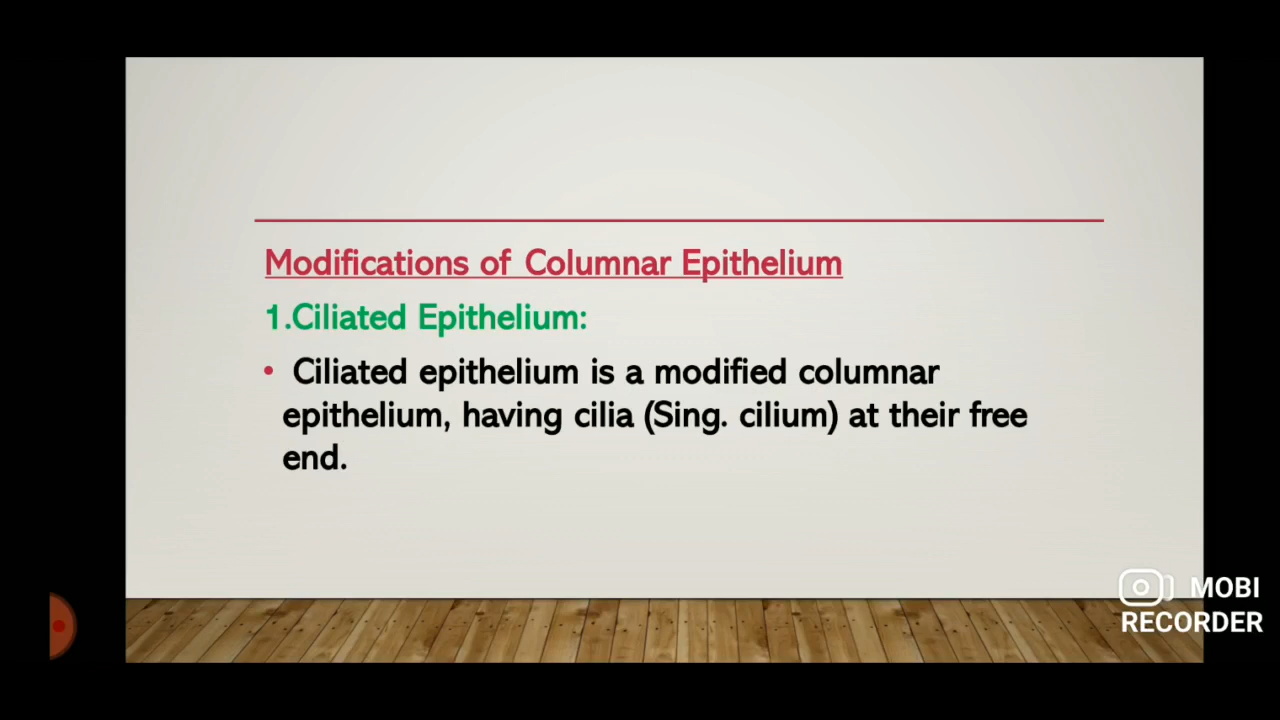 Modifications of Columnar Epithelium
1.Ciliated Epithelium:
• Ciliated epithelium is a modified columnar
epithelium, having cilia (Sing. cilium) at their free
end.
MOBI
RECORDER